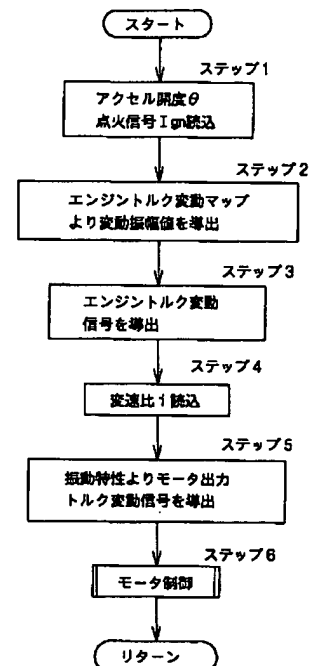 スタート
ステップ1
アクセル開度θ
点火信号Ign読込
ステップ2
エンジントルク変動マップ
より変動振幅値を導出
ステップ3
エンジントルク変動
信号を導出
ステップ4
変速比i読込
ステップ5
振動特性よりモータ出力
トルク変動信号を導出
ステップ6
モータ制御
リターン